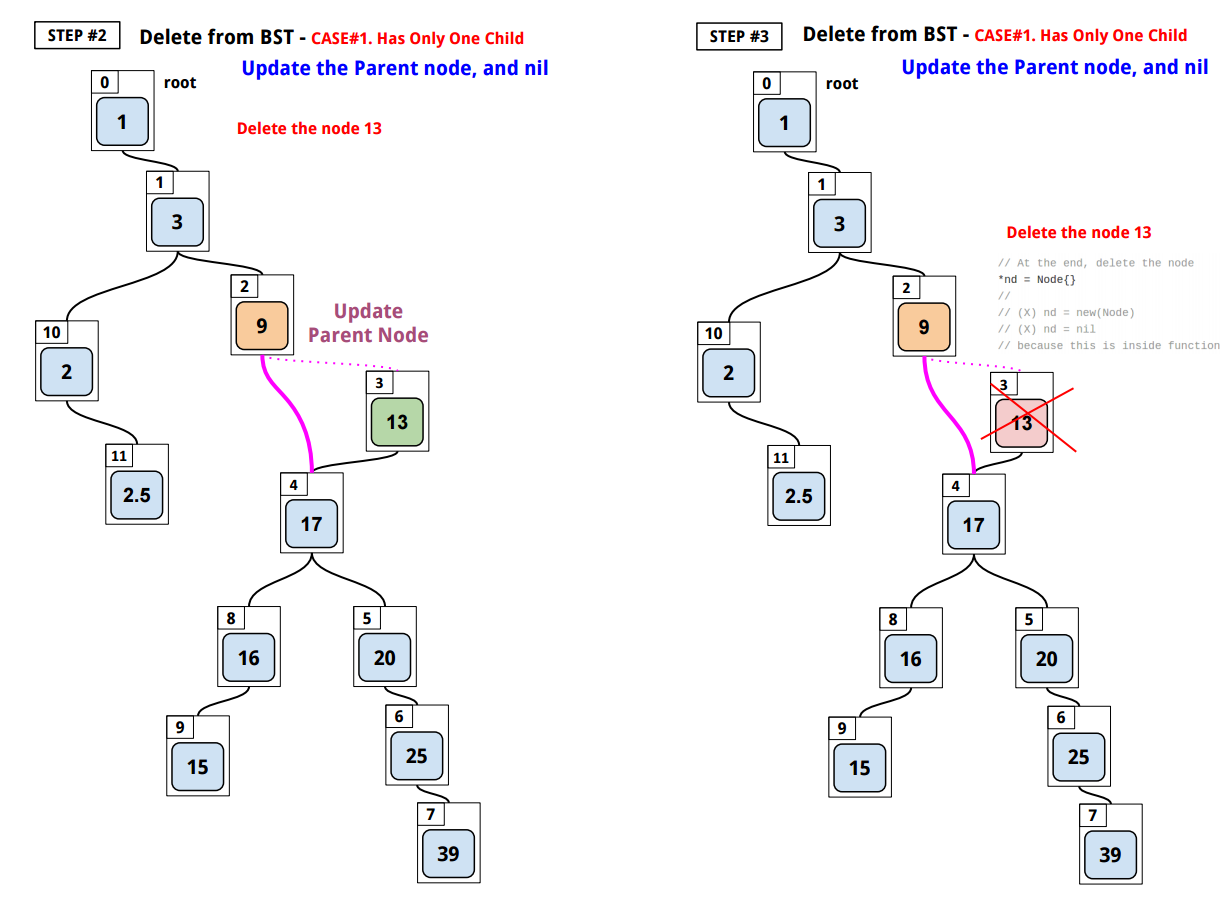 STEP #2
Delete from BST - CASE#1. Has Only One Child
Update the Parent node, and nil
0
root
1
Delete the node 13
1
3
2
9
Update
Parent Node
10
2
3
13
11
2.5
4
17
8
16
5
20
9
15
6
25
7
39
STEP #3
Delete from BST - CASE#1. Has Only One Child
Update the Parent node, and nil
0
root
1
1
3
Delete the node 13
// At the end, delete the node
*nd = Node{}
//
// (X) nd = new(Node)
// (X) nd = nil
// because this is inside function
2
9
10
2
3
13
11
2.5
4
17
8
16
5
20
9
15
6
25
7
39